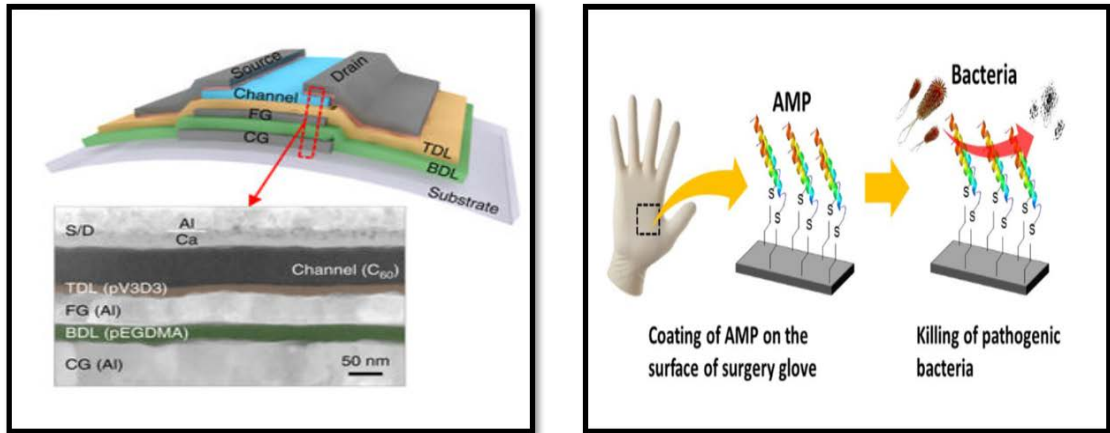 Source
Drain
Channel
FG
CG
TDL
BDL
Substrate
S/D
Al
Ca
Channel (C₆₀)
TDL (pV3D3)
FG (Al)
BDL (pEGDMA)
CG (Al)
50 nm
AMP
Bacteria
S S S
S S S
S
S
Coating of AMP on the
surface of surgery glove
Killing of pathogenic
bacteria